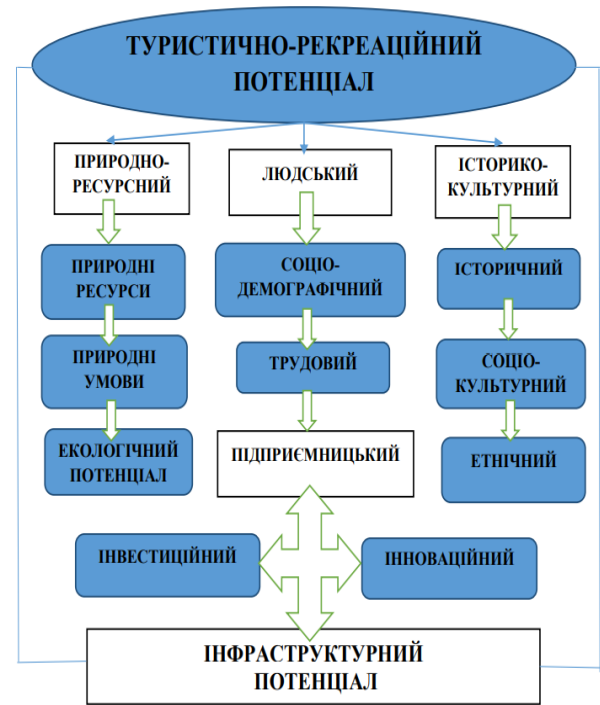 ТУРИСТИЧНО-РЕКРЕАЦІЙНИЙ
ПОТЕНЦІАЛ
ПРИРОДНО-
РЕСУРСНИЙ
ЛЮДСЬКИЙ
ІСТОРИКО-
КУЛЬТУРНИЙ
ПРИРОДНІ
РЕСУРСИ
СОЦІО-
ДЕМОГРАФІЧНИЙ
ІСТОРИЧНИЙ
ПРИРОДНІ
УМОВИ
ТРУДОВИЙ
СОЦІО-
КУЛЬТУРНИЙ
ЕКОЛОГІЧНИЙ
ПОТЕНЦІАЛ
ПІДПРИЄМНИЦЬКИЙ
ЕТНІЧНИЙ
ІНВЕСТИЦІЙНИЙ
ІННОВАЦІЙНИЙ
ІНФРАСТРУКТУРНИЙ
ПОТЕНЦІАЛ